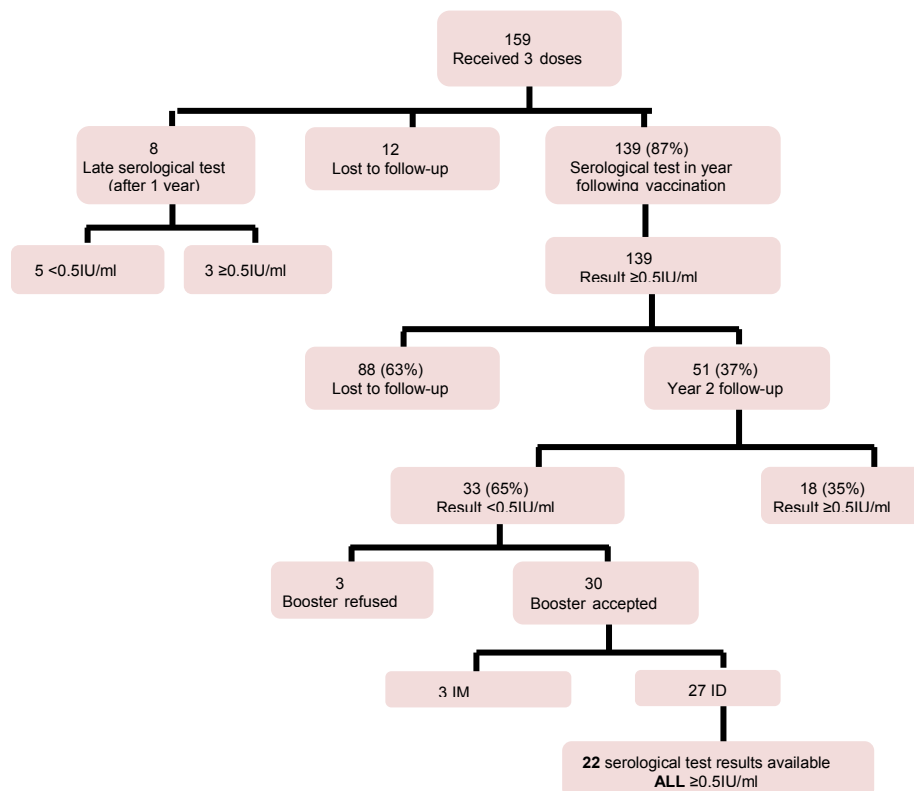 159
Received 3 doses
8
Late serological test
(after 1 year)
12
Lost to follow-up
139 (87%)
Serological test in year
following vaccination
5 <0.5IU/ml
3 ≥0.5IU/ml
139
Result ≥0.5IU/ml
88 (63%)
Lost to follow-up
51 (37%)
Year 2 follow-up
33 (65%)
Result <0.5IU/ml
18 (35%)
Result ≥0.5IU/ml
3
Booster refused
30
Booster accepted
3 IM
27 ID
22 serological test results available
ALL ≥0.5IU/ml